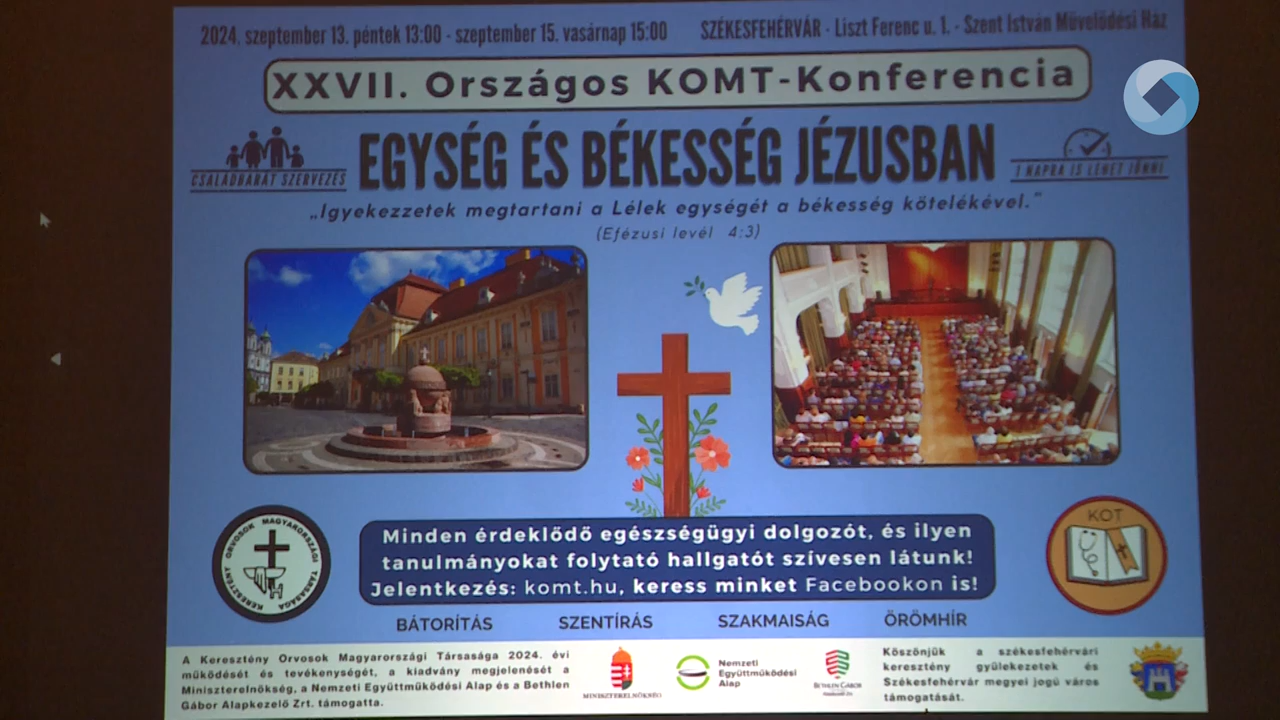 2024. szeptember 13. péntek 13:00 - szeptember 15. vasárnap 15:00
SZÉKESFEHÉRVÁR - Liszt Ferenc u. 1. - Szent István Művelődési Ház
XXVII. Országos KOMT-Konferencia
CSALÁDBARÁT SZERVEZÉS
EGYSÉG ÉS BÉKESSÉG JÉZUSBAN
1 NAPRA IS LEHET JÖNNI
„Igyekezzetek megtartani a Lélek egységét a békesség kötelékével."
(Efézusi levél 4:3)
KERESZTÉNY ORVOSOK MAGYARORSZÁGI TÁRSASÁGA
Minden érdeklődő egészségügyi dolgozót, és ilyen
tanulmányokat folytató hallgatót szívesen látunk!
Jelentkezés: komt.hu, keress minket Facebookon is!
KOT
BÁTORÍTÁS SZENTÍRÁS SZAKMAISÁG ÖRÖMHÍR
A Keresztény Orvosok Magyarországi Társasága 2024. évi
működését és tevékenységét, a kiadvány megjelenését a
Miniszterelnökség, a Nemzeti Együttműködési Alap és a Bethlen
Gábor Alapkezelő Zrt. támogatta.
MINISZTERELNÖKSÉG
Nemzeti
Együttműködési
Alap
BETHLEN GÁBOR
Köszönjük a székesfehérvári
keresztény gyülekezetek és
Székesfehérvár megyei jogú város
támogatását.